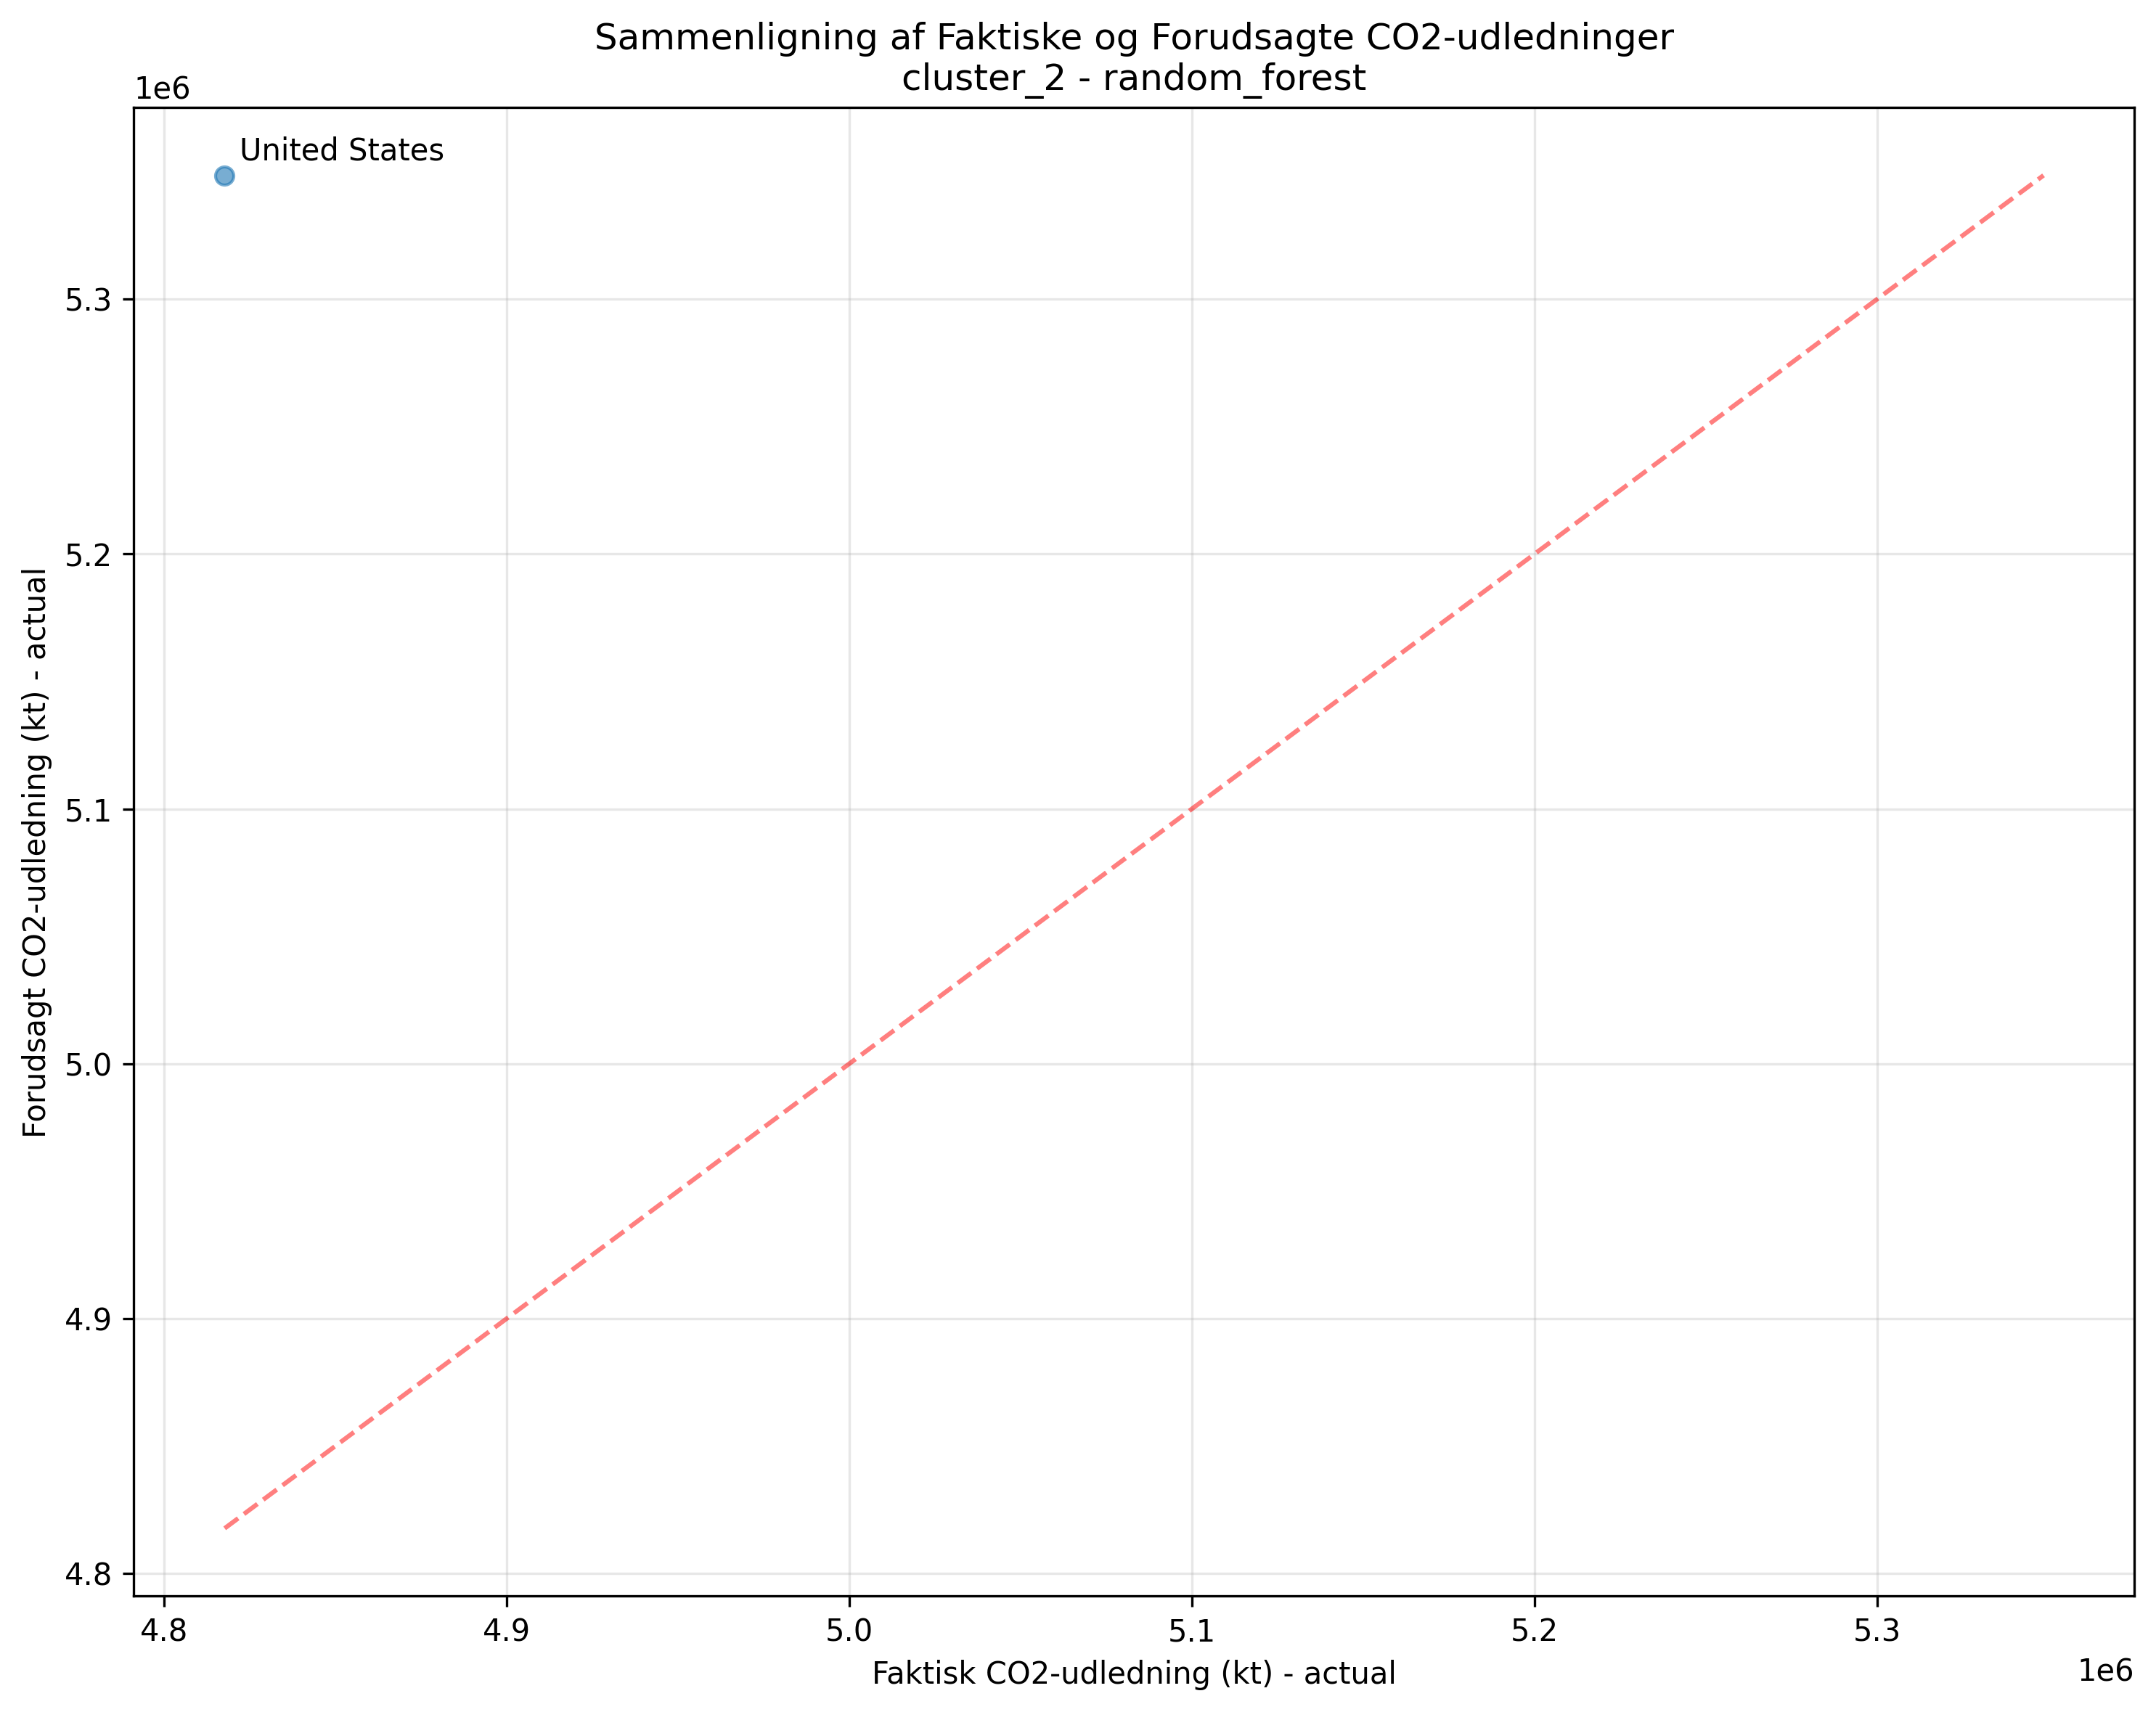 Sammenligning af Faktiske og Forudsagte CO2-udledninger
cluster_2 - random_forest
1e6
United States
5.3
5.2
5.1
5.0
4.9
4.8
Forudsagt CO2-udledning (kt) - actual
4.8 4.9 5.0 5.1 5.2 5.3
Faktisk CO2-udledning (kt) - actual
1e6